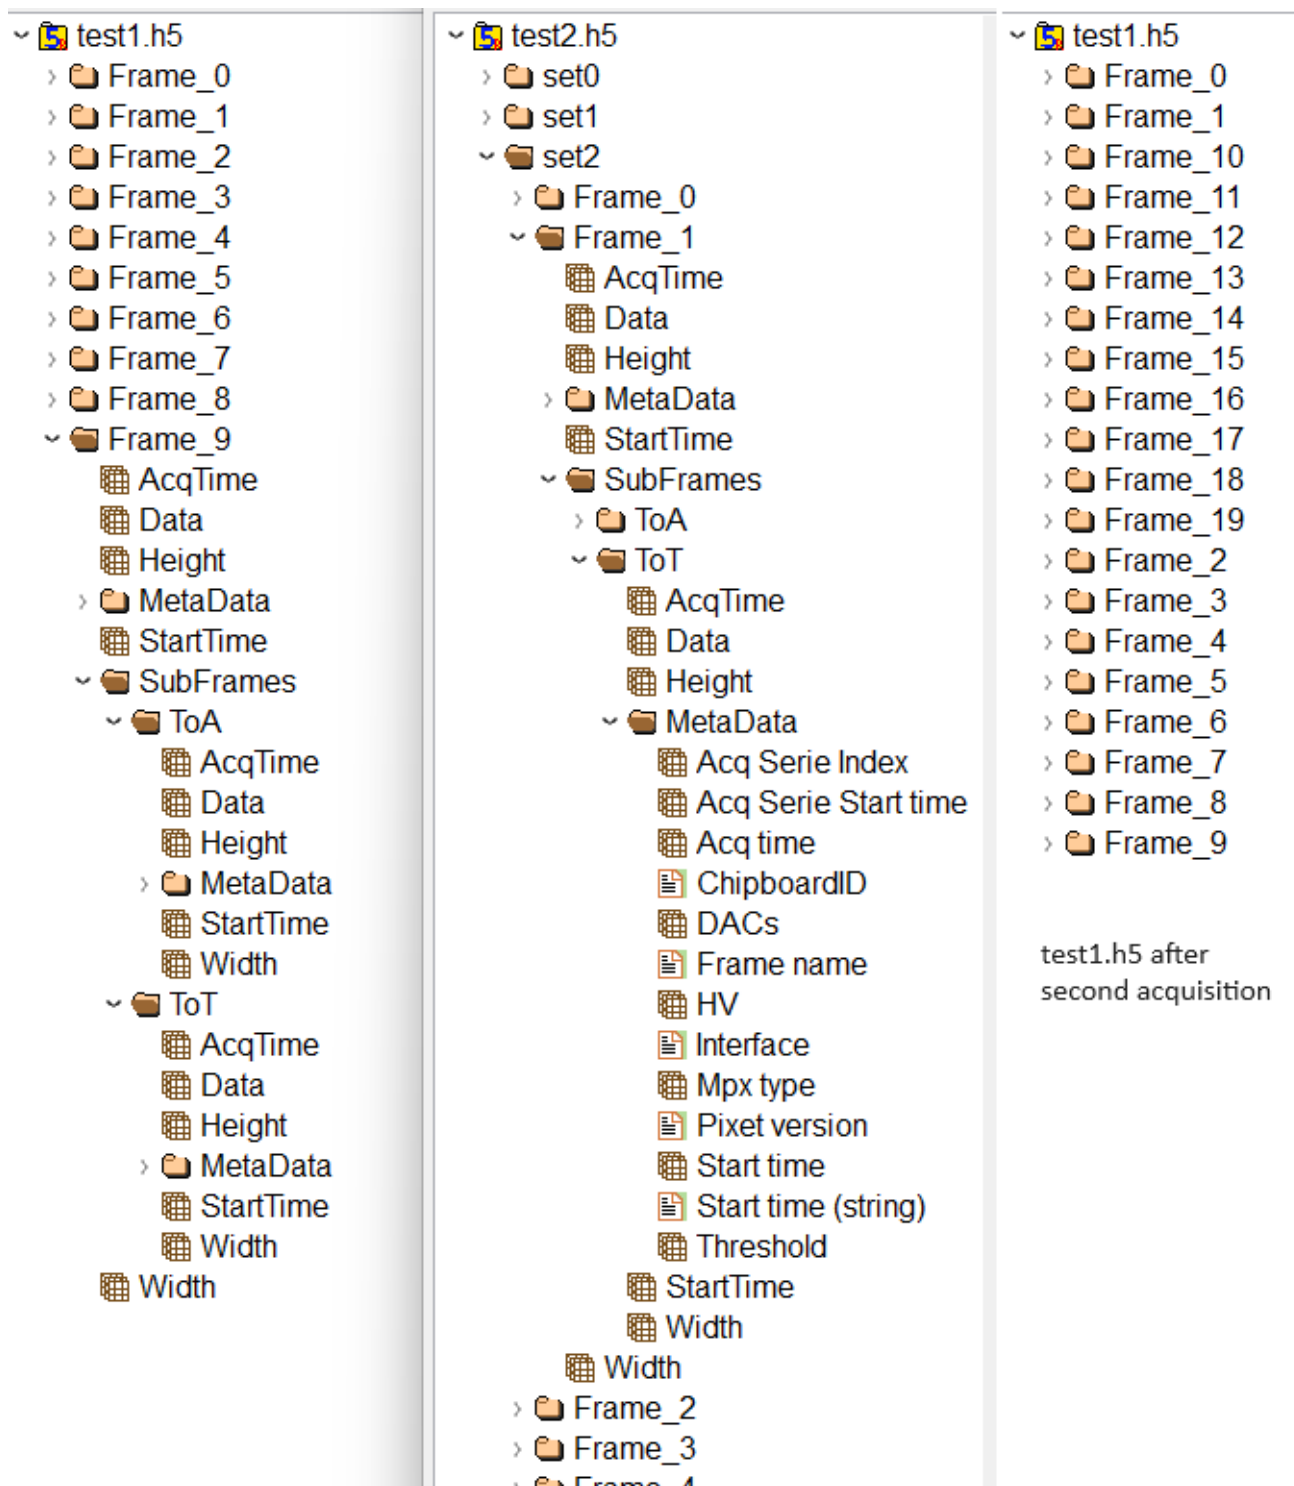 test1.h5
Frame_0
Frame_1
Frame_2
Frame_3
Frame_4
Frame_5
Frame_6
Frame_7
Frame_8
Frame_9
AcqTime
Data
Height
MetaData
StartTime
SubFrames
ToA
AcqTime
Data
Height
MetaData
StartTime
Width
ToT
AcqTime
Data
Height
MetaData
StartTime
Width
Width
test2.h5
set0
set1
set2
Frame_0
Frame_1
AcqTime
Data
Height
MetaData
StartTime
SubFrames
ToA
ToT
AcqTime
Data
Height
MetaData
Acq Serie Index
Acq Serie Start time
Acq time
ChipboardID
DACs
Frame name
HV
Interface
Mpx type
Pixet version
Start time
Start time (string)
Threshold
StartTime
Width
Width
Frame_2
Frame_3
Frame_4
test1.h5
Frame_0
Frame_1
Frame_10
Frame_11
Frame_12
Frame_13
Frame_14
Frame_15
Frame_16
Frame_17
Frame_18
Frame_19
Frame_2
Frame_3
Frame_4
Frame_5
Frame_6
Frame_7
Frame_8
Frame_9
test1.h5 after
second acquisition